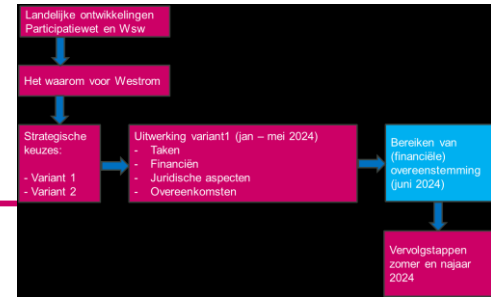 Landelijke ontwikkelingen
Participatiewet en Wsw
Het waarom voor Westrom
Strategische
keuzes:
- Variant 1
- Variant 2
Uitwerking variant1 (jan – mei 2024)
- Taken
- Financiën
- Juridische aspecten
- Overeenkomsten
Bereiken van
(financiële)
overeenstemming
(juni 2024)
Vervolgstappen
zomer en najaar
2024